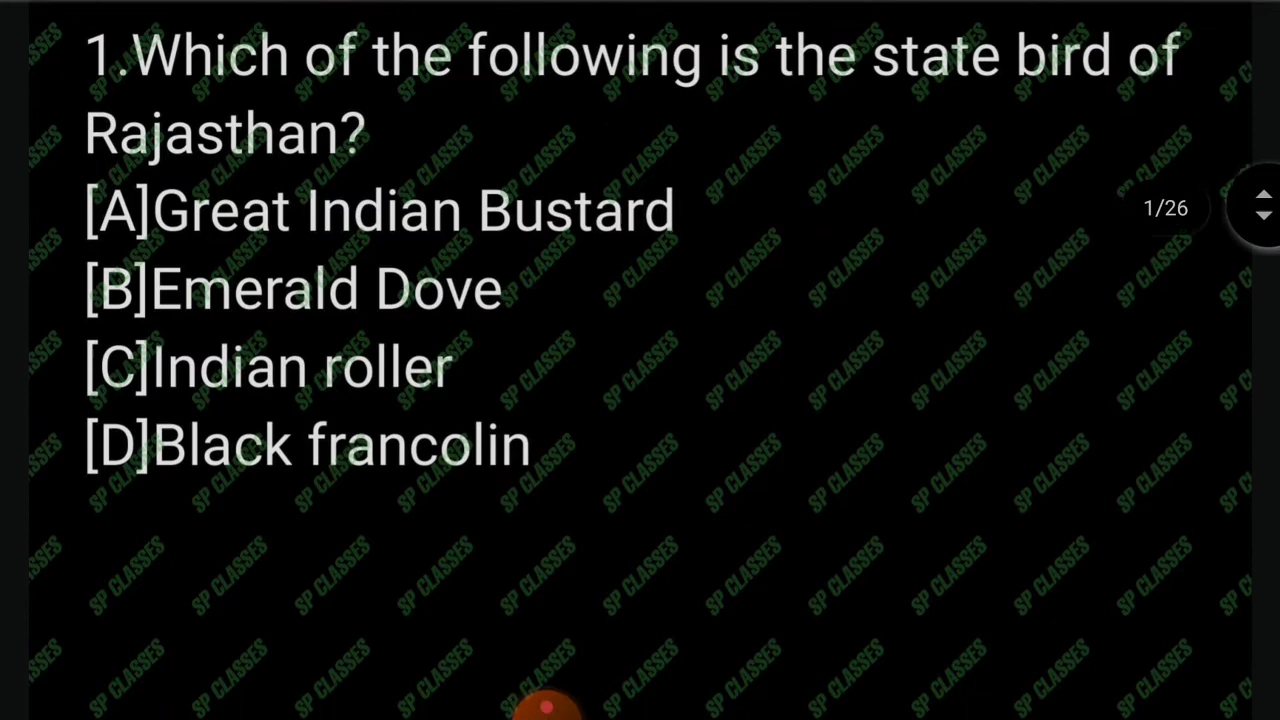 1.Which of the following is the state bird of
Rajasthan?
[A]Great Indian Bustard
1/26
[B]Emerald Dove
[C]Indian roller
[D]Black francolin
SP CLASSES